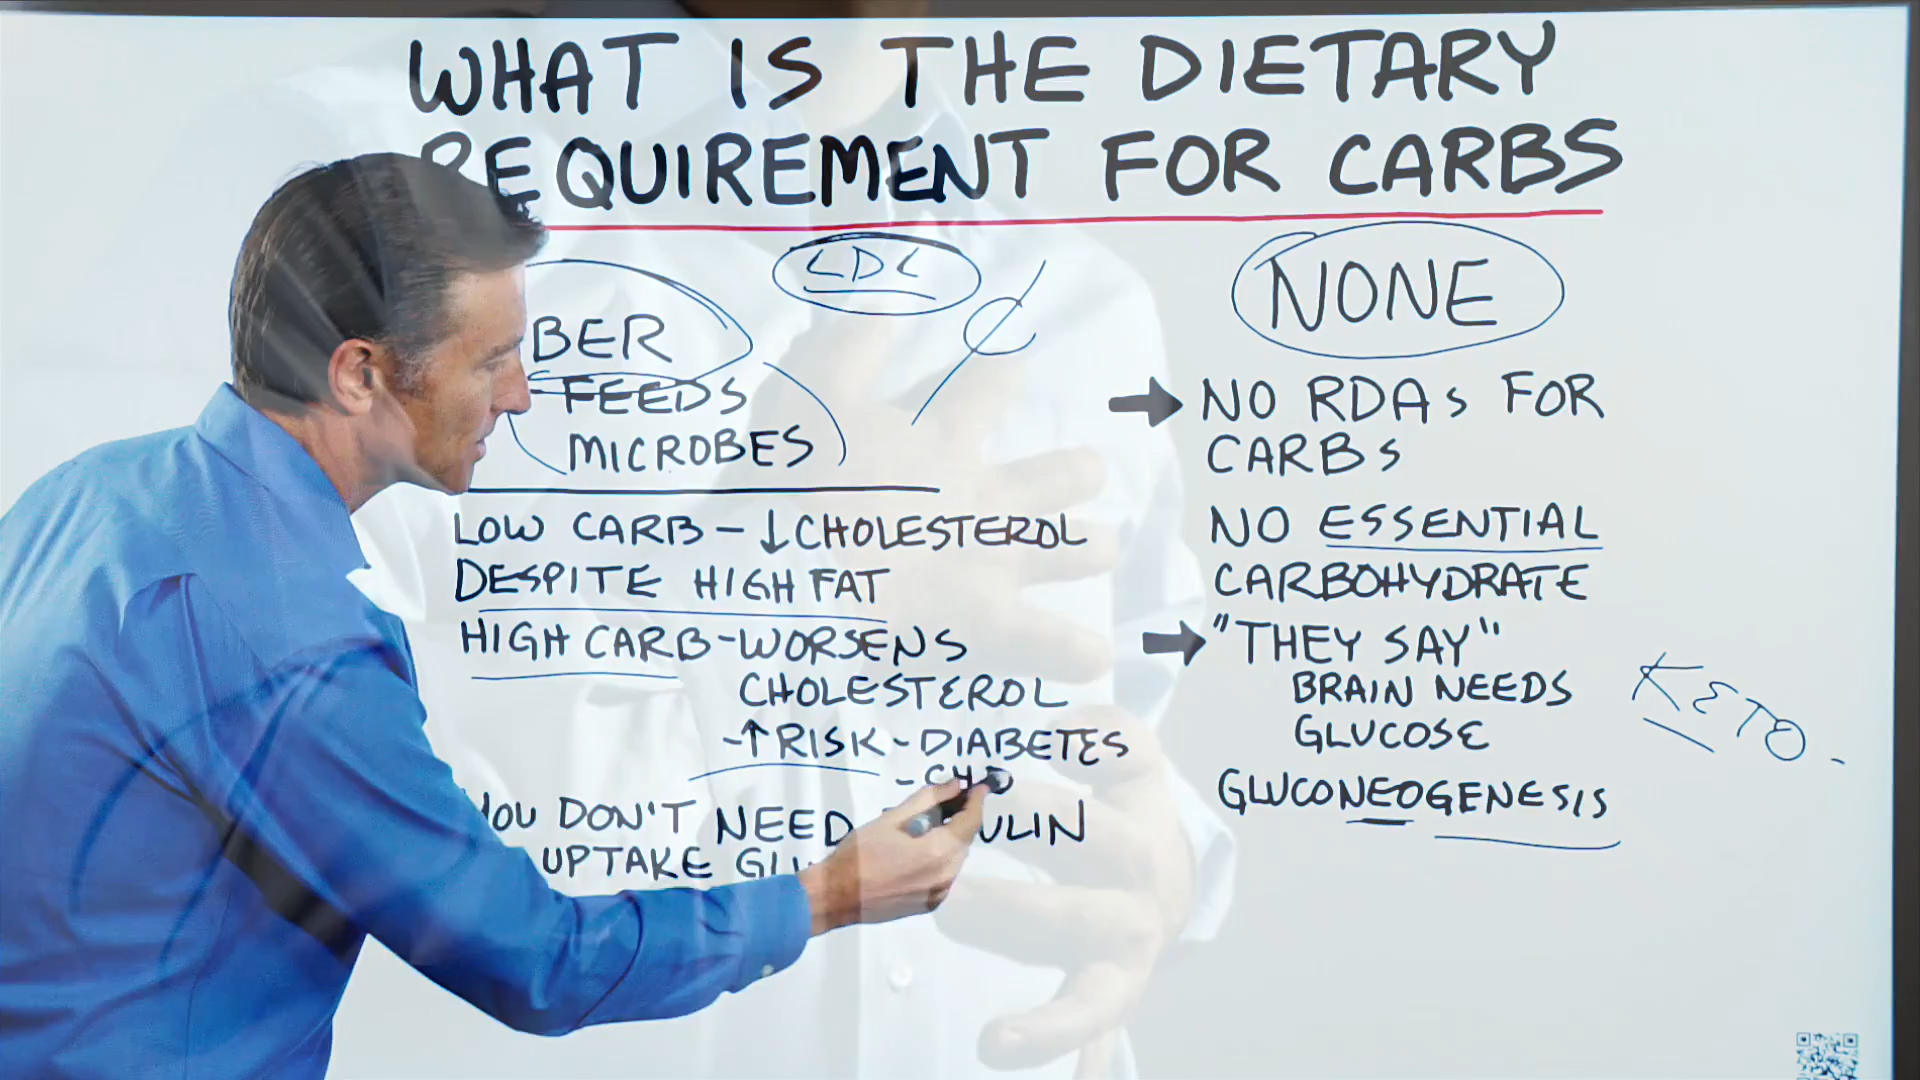 WHAT IS THE DIETARY
REQUIREMENT FOR CARBS
LDL
BER
FEEDS
MICROBES
LOW CARB - ↓CHOLESTEROL
DESPITE HIGH FAT
HIGH CARB - WORSENS
CHOLESTEROL
- ↑ RISK - DIABETES
YOU DON'T NEED
UPTAKE
NONE
→ NO RDAs FOR
CARBs
NO ESSENTIAL
CARBOHYDRATE
→ "THEY SAY"
BRAIN NEEDS
GLUCOSE
GLUCONEOGENESIS
KETO